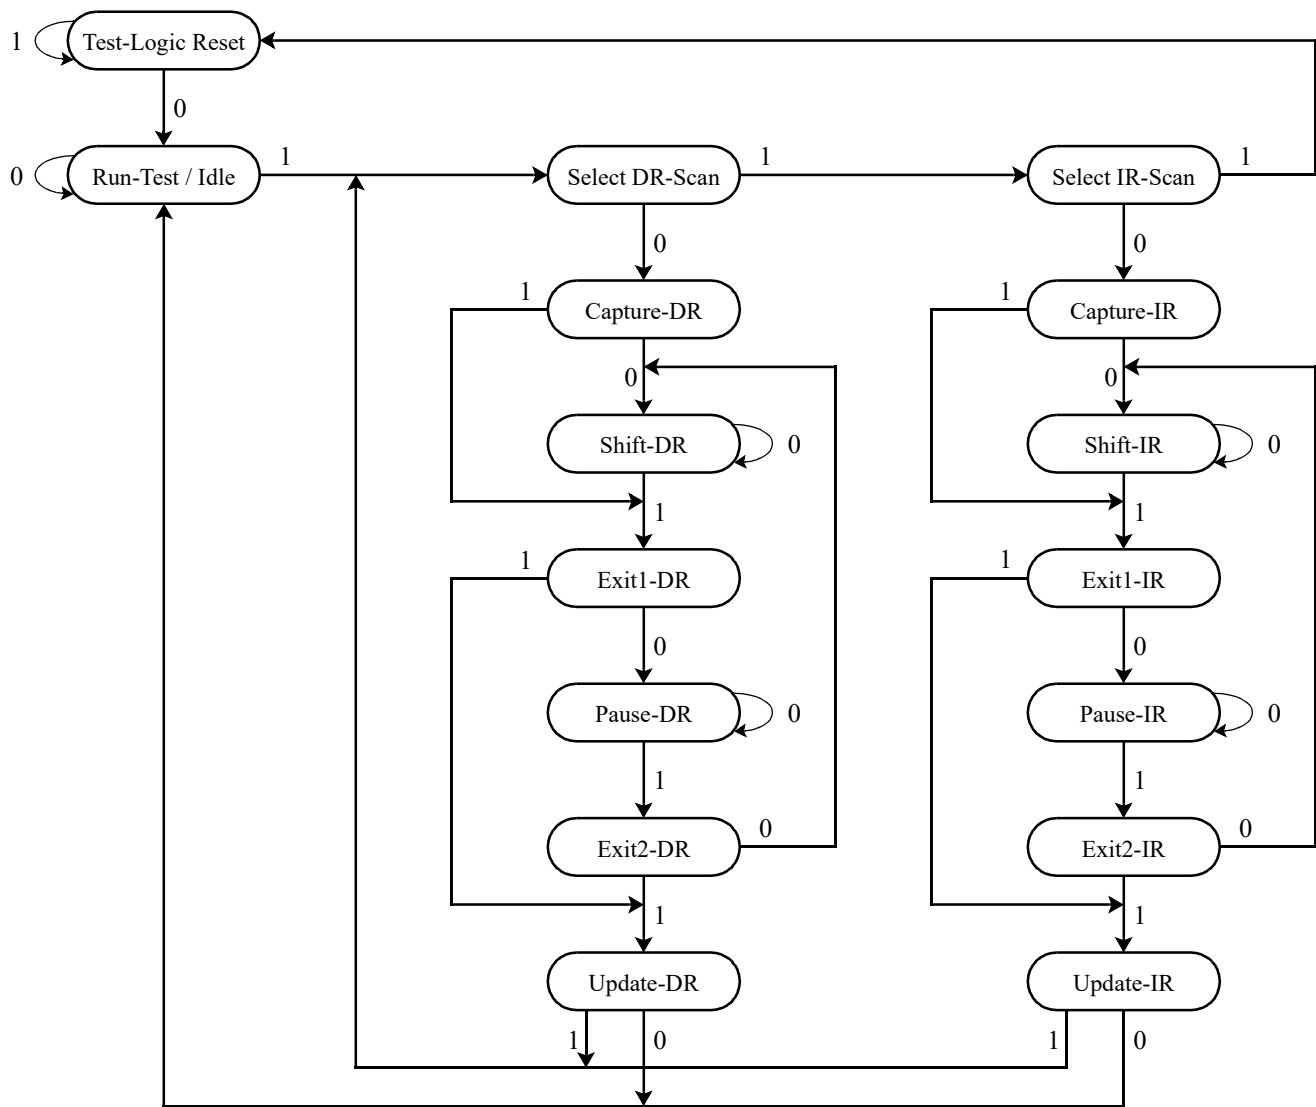 1
Test-Logic Reset
0
0
Run-Test / Idle
1
Select DR-Scan
1
Select IR-Scan
1
0
0
1
Capture-DR
1
Capture-IR
0
0
Shift-DR
0
Shift-IR
0
1
1
1
Exit1-DR
1
Exit1-IR
0
0
Pause-DR
0
Pause-IR
0
1
1
Exit2-DR
0
Exit2-IR
0
1
1
Update-DR
Update-IR
1
0
1
0